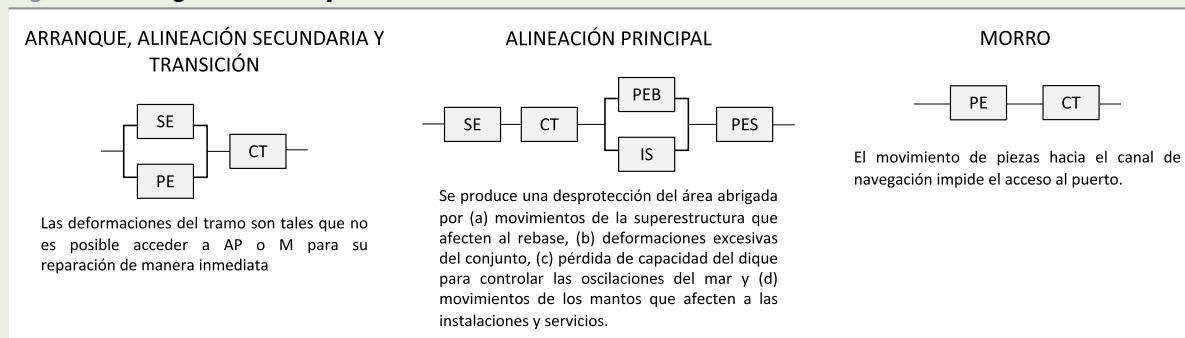 ARRANQUE, ALINEACIÓN SECUNDARIA Y
TRANSICIÓN
SE
PE
CT
Las deformaciones del tramo son tales que no
es posible acceder a AP o M para su
reparación de manera inmediata
ALINEACIÓN PRINCIPAL
SE
CT
PEB
IS
PES
Se produce una desprotección del área abrigada
por (a) movimientos de la superestructura que
afecten al rebase, (b) deformaciones excesivas
del conjunto, (c) pérdida de capacidad del dique
para controlar las oscilaciones del mar y (d)
movimientos de los mantos que afecten a las
instalaciones y servicios.
MORRO
PE
CT
El movimiento de piezas hacia el canal de
navegación impide el acceso al puerto.